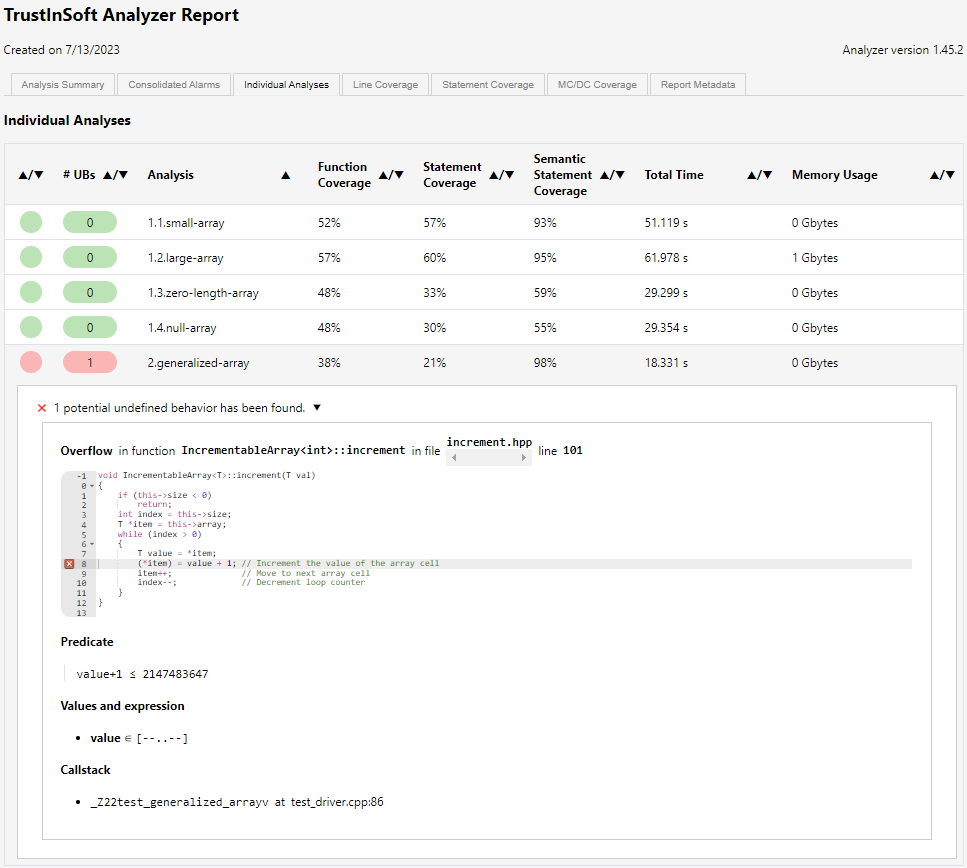 TrustInSoft Analyzer Report
Created on 7/13/2023 Analyzer version 1.45.2
Analysis Summary Consolidated Alarms Individual Analyses Line Coverage Statement Coverage MC/DC Coverage Report Metadata
Individual Analyses
▲/▼ # UBs ▲/▼ Analysis ▲ Function Coverage ▲/▼ Statement Coverage ▲/▼ Semantic Statement Coverage ▲/▼ Total Time ▲/▼ Memory Usage ▲/▼
0 1.1.small-array 52% 57% 93% 51.119 s 0 Gbytes
0 1.2.large-array 57% 60% 95% 61.978 s 1 Gbytes
0 1.3.zero-length-array 48% 33% 59% 29.299 s 0 Gbytes
0 1.4.null-array 48% 30% 55% 29.354 s 0 Gbytes
1 2.generalized-array 38% 21% 98% 18.331 s 0 Gbytes
✕ 1 potential undefined behavior has been found. ▼
Overflow in function IncrementableArray<int>::increment in file increment.hpp line 101
-1 void IncrementableArray<T>::increment(T val)
0 {
1 if (this->size < 0)
2 return;
3 int index = this->size;
4 T *item = this->array;
5 while (index > 0)
6 {
7 T value = *item;
8 (*item) = value + 1; // Increment the value of the array cell
9 item++; // Move to next array cell
10 index--; // Decrement loop counter
11 }
12 }
13
Predicate
value+1 ≤ 2147483647
Values and expression
• value ∈ [--..--]
Callstack
• _Z22test_generalized_arrayv at test_driver.cpp:86